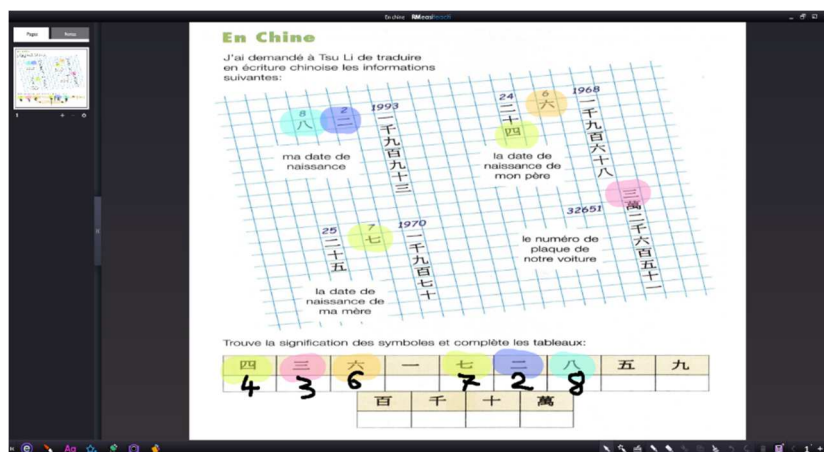 En chine RMeasiteach
Pages Notes
En Chine
J'ai demandé à Tsu Li de traduire
en écriture chinoise les informations
suivantes:
8 2 1993
八 二 一千九百九十三
ma date de
naissance
24 6 1968
二十四 六 一千九百六十八
la date de
naissance de
mon père
25 7 1970
二十五 七 一千九百七十
la date de
naissance de
ma mère
32651
三萬二千六百五十一
le numéro de
plaque de
notre voiture
Trouve la signification des symboles et complète les tableaux:
四 三 六 一 七 二 八 五 九
4 3 6 7 2 8
百 千 十 萬